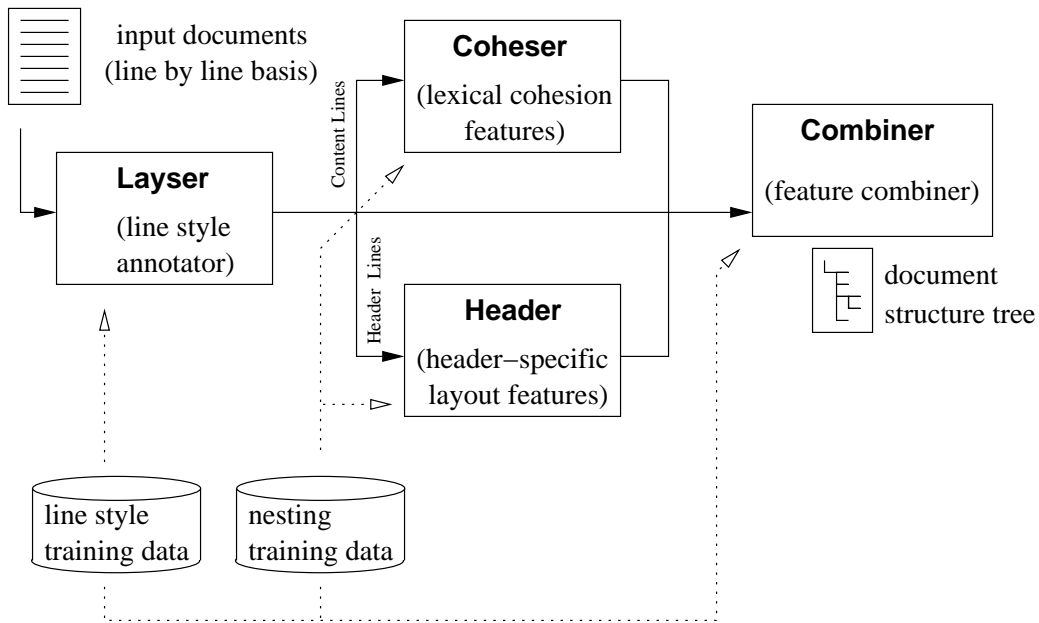 input documents
(line by line basis)
Layser
(line style
annotator)
Content Lines
Header Lines
Coheser
(lexical cohesion
features)
Header
(header–specific
layout features)
Combiner
(feature combiner)
document
structure tree
line style
training data
nesting
training data